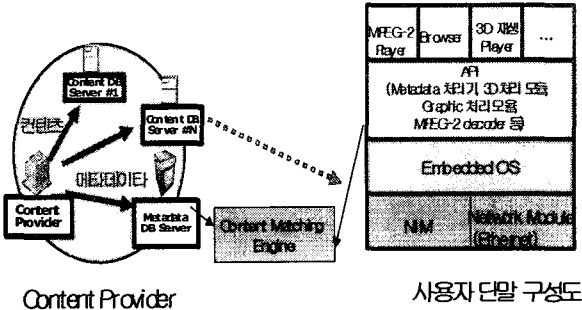 Content DB
Server #1
컨텐츠
Content DB
Server #N
메타데이타
Content
Provider
Metadata
DB Server
Content Matching
Engine
Content Provider
MPEG-2
Player
Browser
3D 재생
Player
...
API
(Metadata 처리기, 3D 처리 모듈,
Graphic 처리 모듈,
MPEG-2 decoder 등)
Embedded OS
NIM
Network Module
(Ethernet)
사용자 단말 구성도